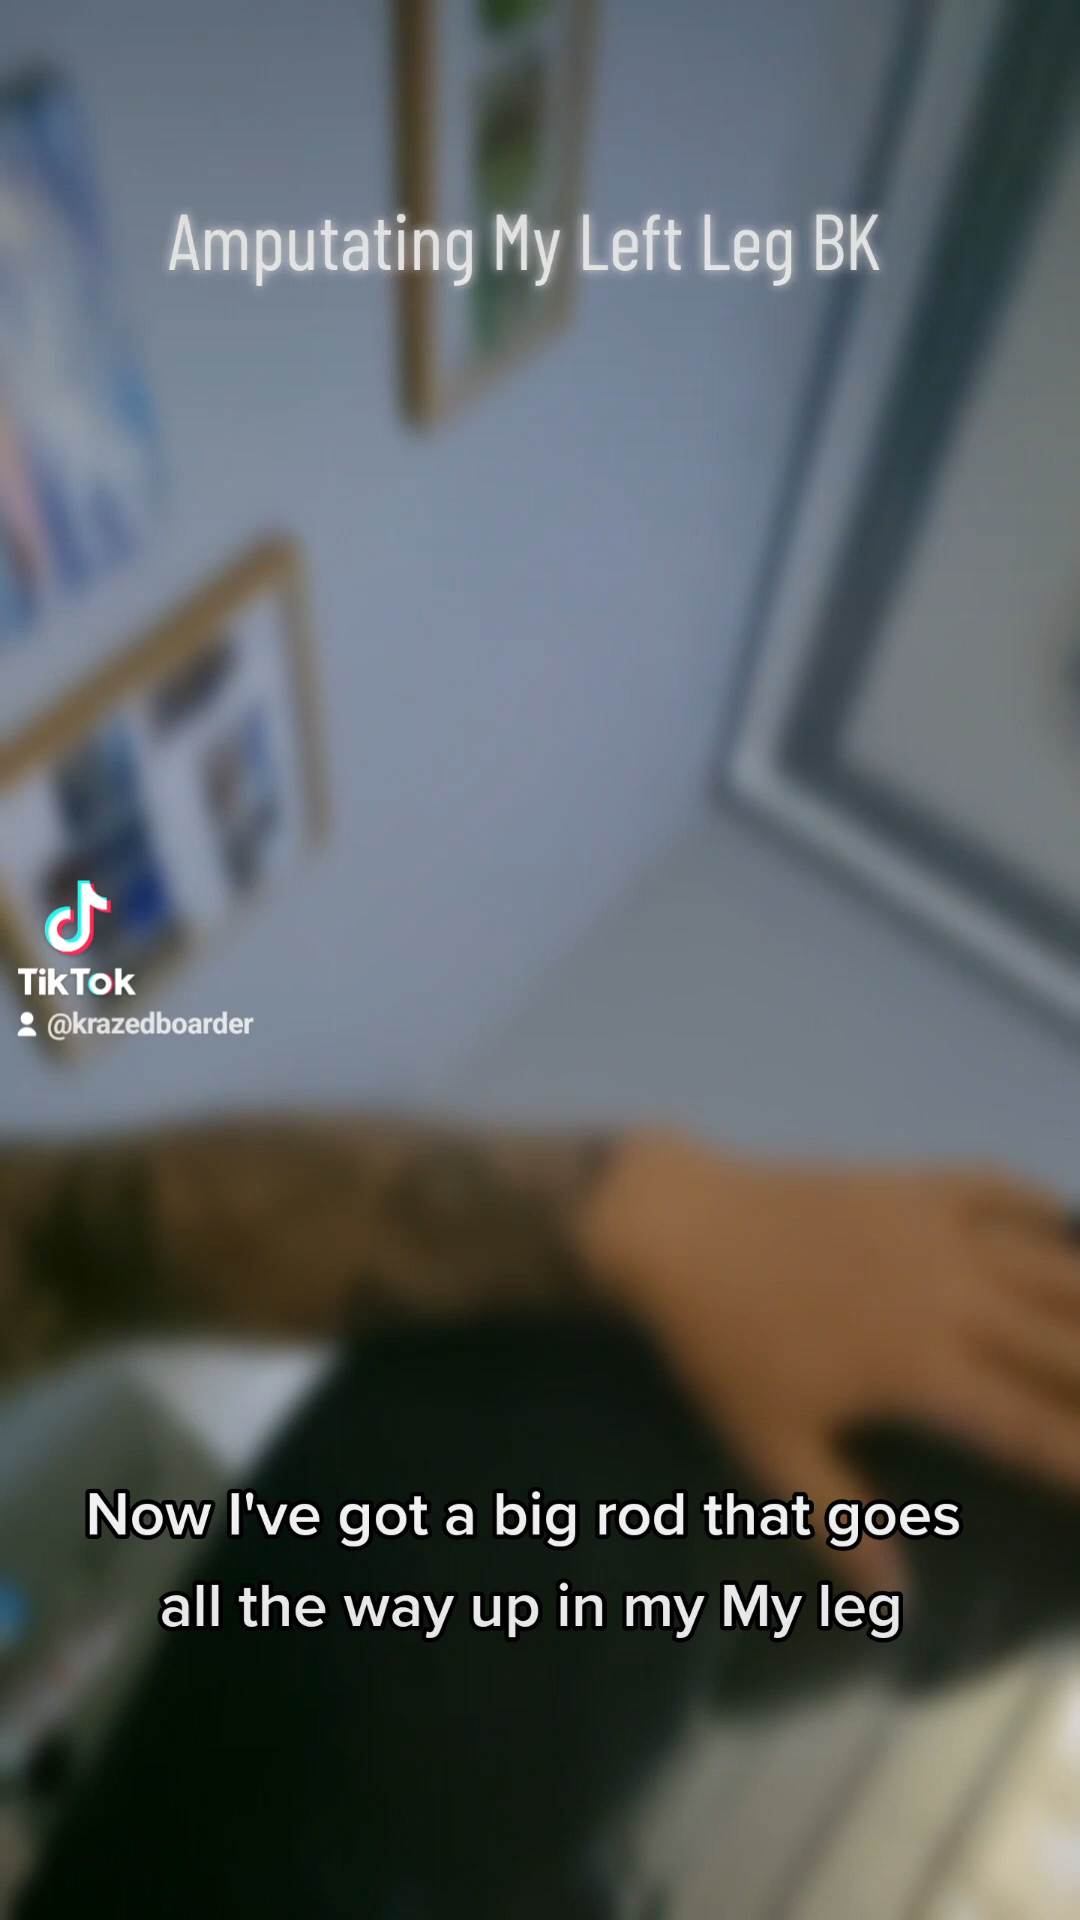 Amputating My Left Leg BK
TikTok
@krazedboarder
Now I've got a big rod that goes
all the way up in my My leg